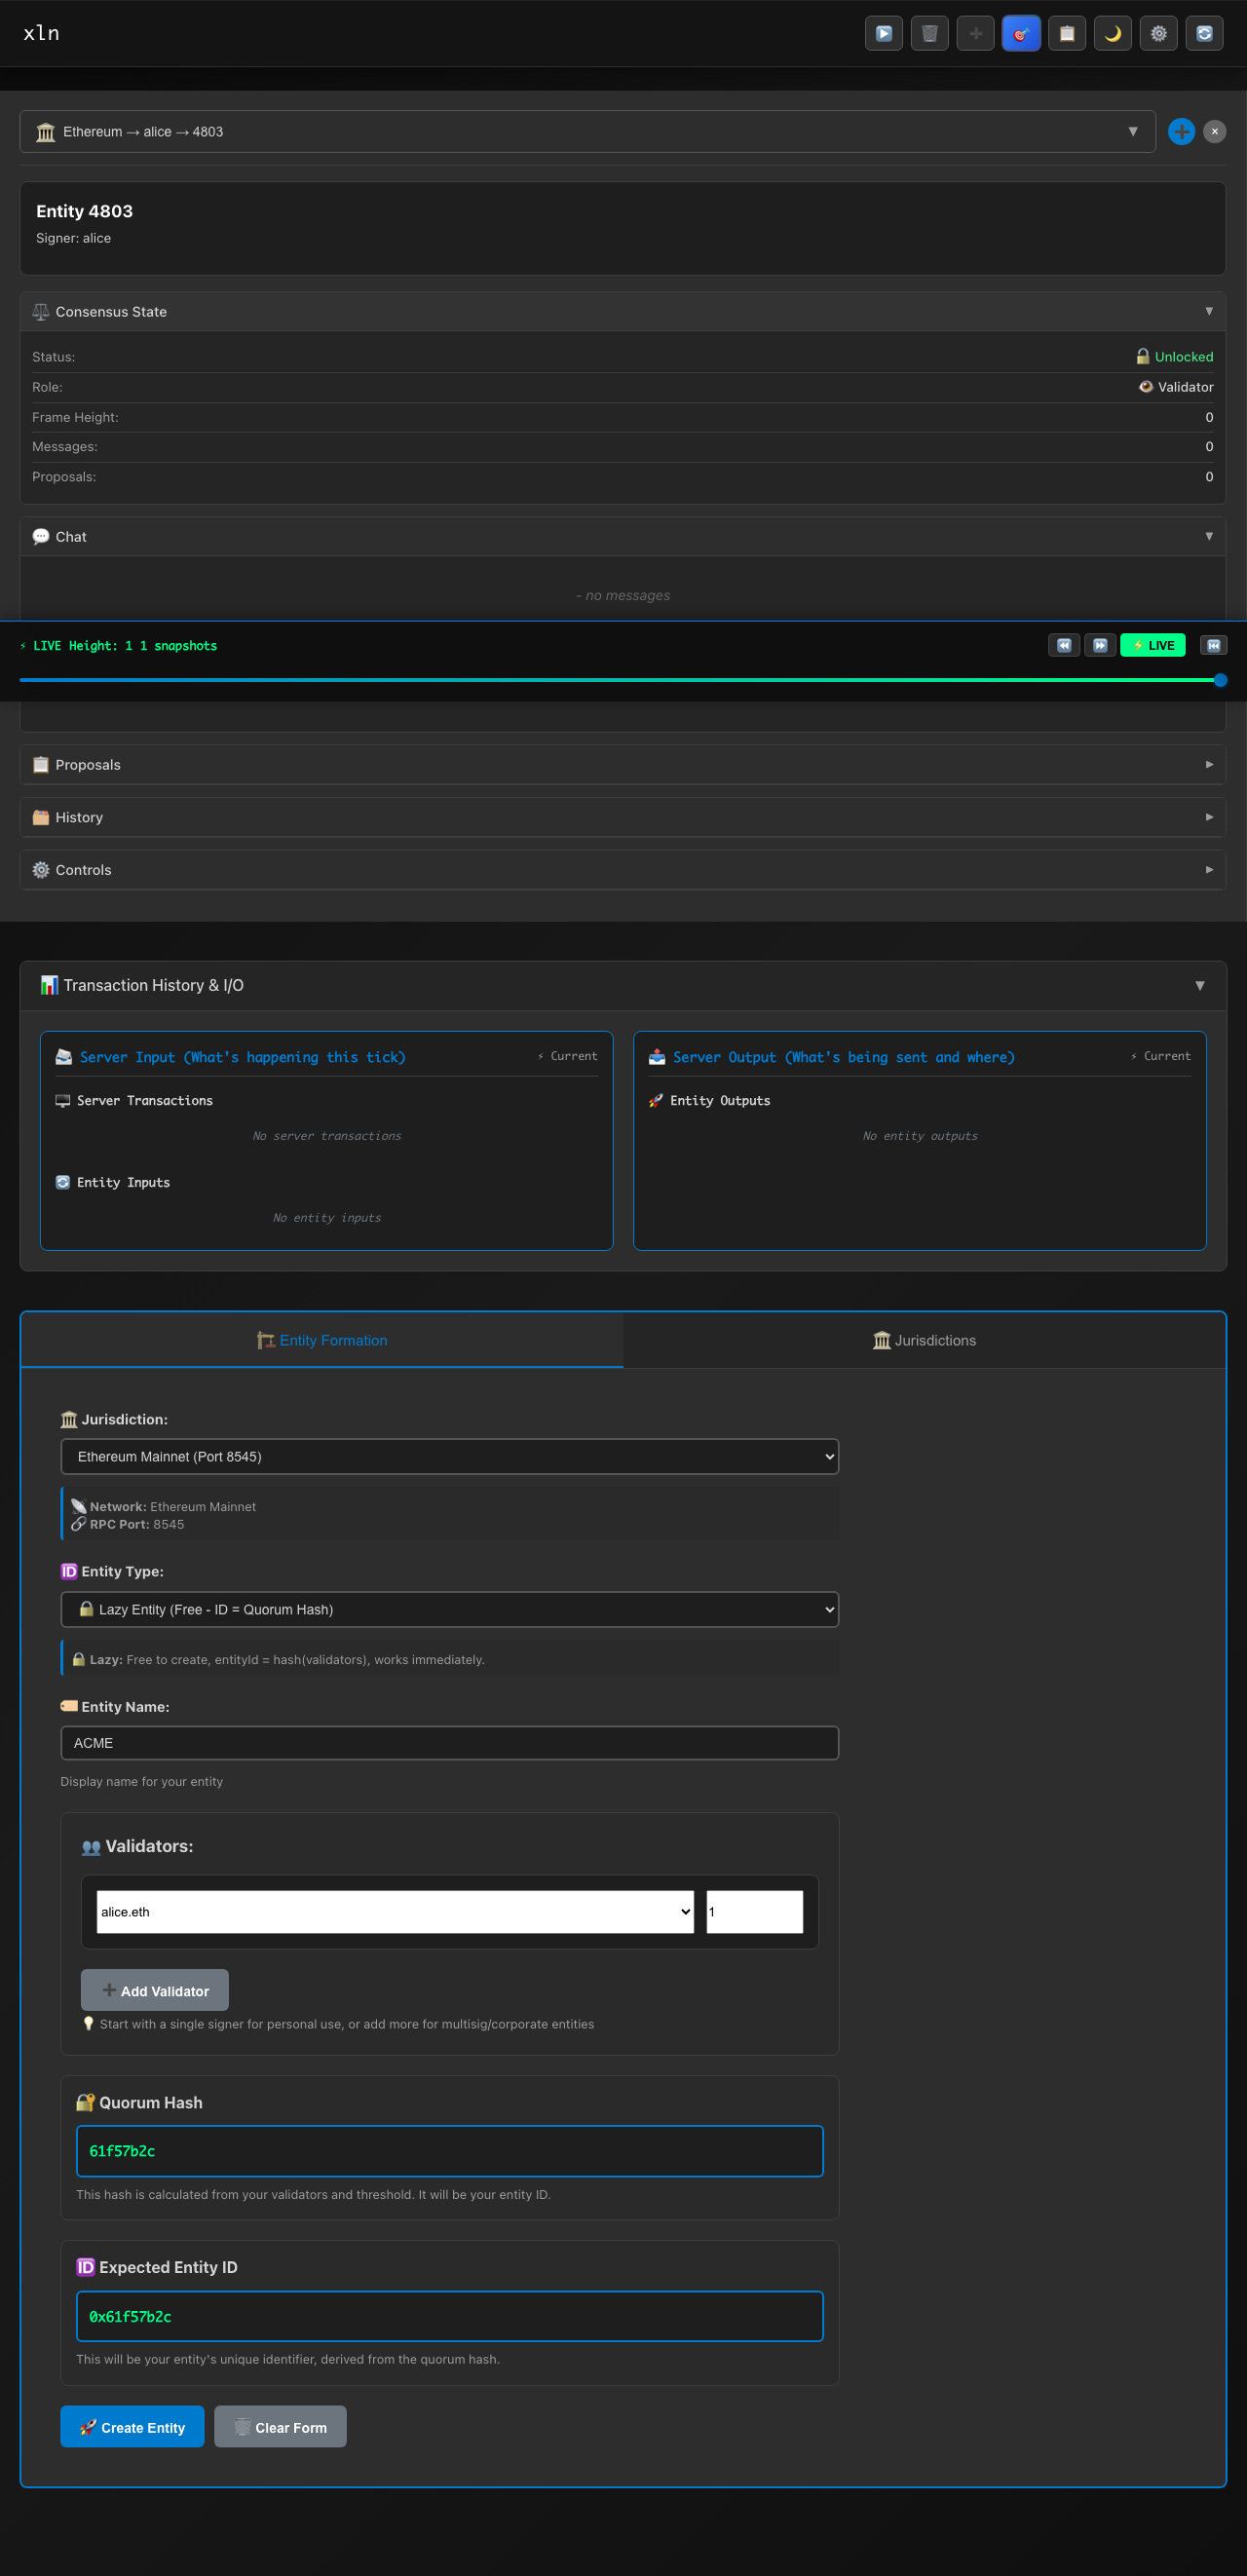 xln
Ethereum → alice → 4803
Entity 4803
Signer: alice
Consensus State
Status: Unlocked
Role: Validator
Frame Height: 0
Messages: 0
Proposals: 0
Chat
- no messages
LIVE Height: 1 1 snapshots
LIVE
Proposals
History
Controls
Transaction History & I/O
Server Input (What's happening this tick) ⚡ Current
Server Transactions
No server transactions
Entity Inputs
No entity inputs
Server Output (What's being sent and where) ⚡ Current
Entity Outputs
No entity outputs
Entity Formation
Jurisdictions
Jurisdiction:
Ethereum Mainnet (Port 8545)
Network: Ethereum Mainnet
RPC Port: 8545
Entity Type:
Lazy Entity (Free - ID = Quorum Hash)
Lazy: Free to create, entityId = hash(validators), works immediately.
Entity Name:
ACME
Display name for your entity
Validators:
alice.eth 1
Add Validator
Start with a single signer for personal use, or add more for multisig/corporate entities
Quorum Hash
61f57b2c
This hash is calculated from your validators and threshold. It will be your entity ID.
Expected Entity ID
0x61f57b2c
This will be your entity's unique identifier, derived from the quorum hash.
Create Entity
Clear Form